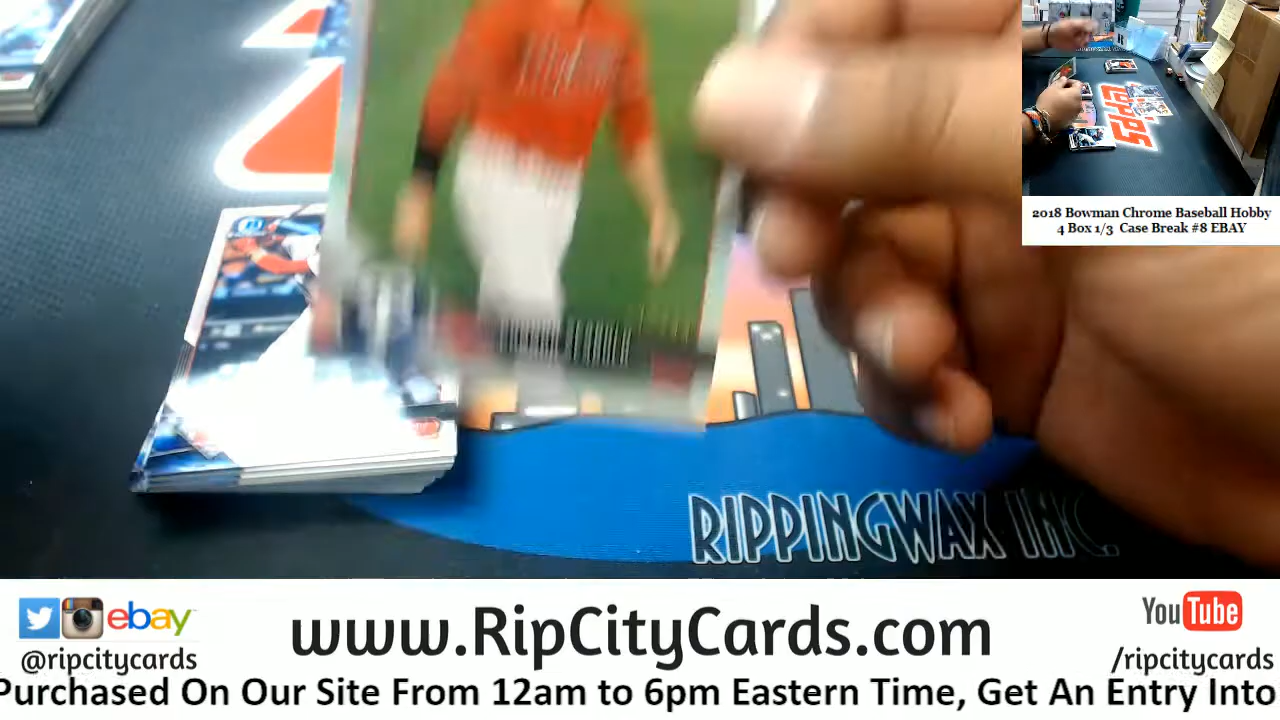 2018 Bowman Chrome Baseball Hobby
4 Box 1/3 Case Break #8 EBAY
RIPPINGWAX INC.
ebay
www.RipCityCards.com
YouTube
@ripcitycards
/ripcitycards
Purchased On Our Site From 12am to 6pm Eastern Time, Get An Entry Into